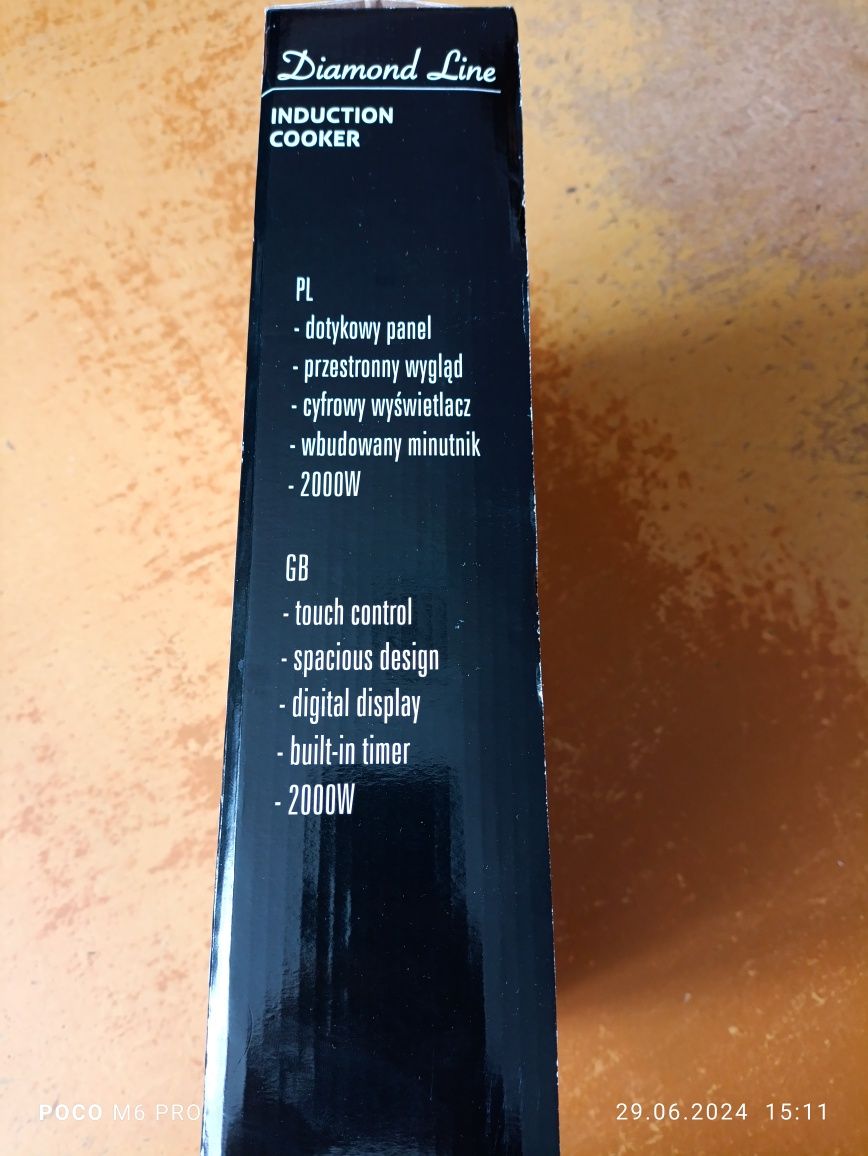 Diamond Line
INDUCTION
COOKER
PL
- dotykowy panel
- przestronny wygląd
- cyfrowy wyświetlacz
- wbudowany minutnik
- 2000W
GB
- touch control
- spacious design
- digital display
- built-in timer
- 2000W
POCO M6 PRO
29.06.2024 15:11